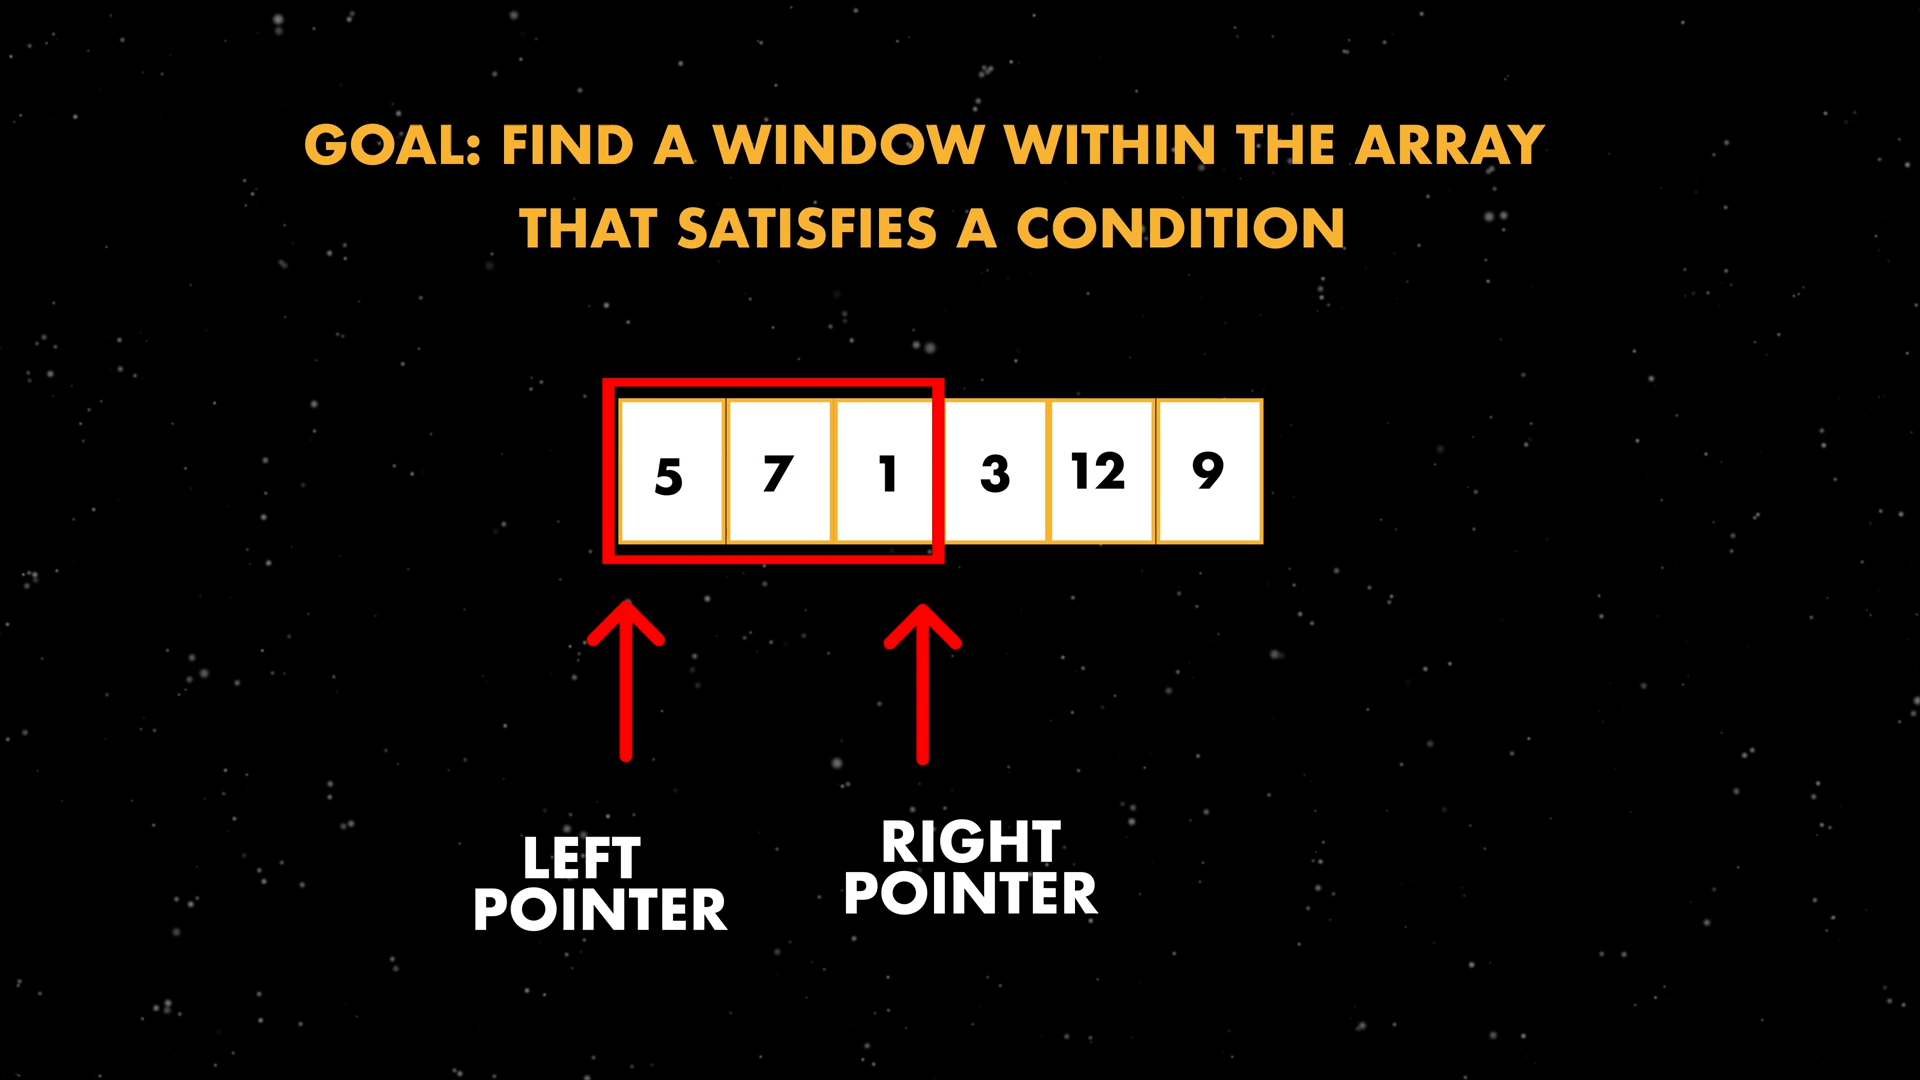 GOAL: FIND A WINDOW WITHIN THE ARRAY
THAT SATISFIES A CONDITION
5 7 1 3 12 9
LEFT
POINTER
RIGHT
POINTER